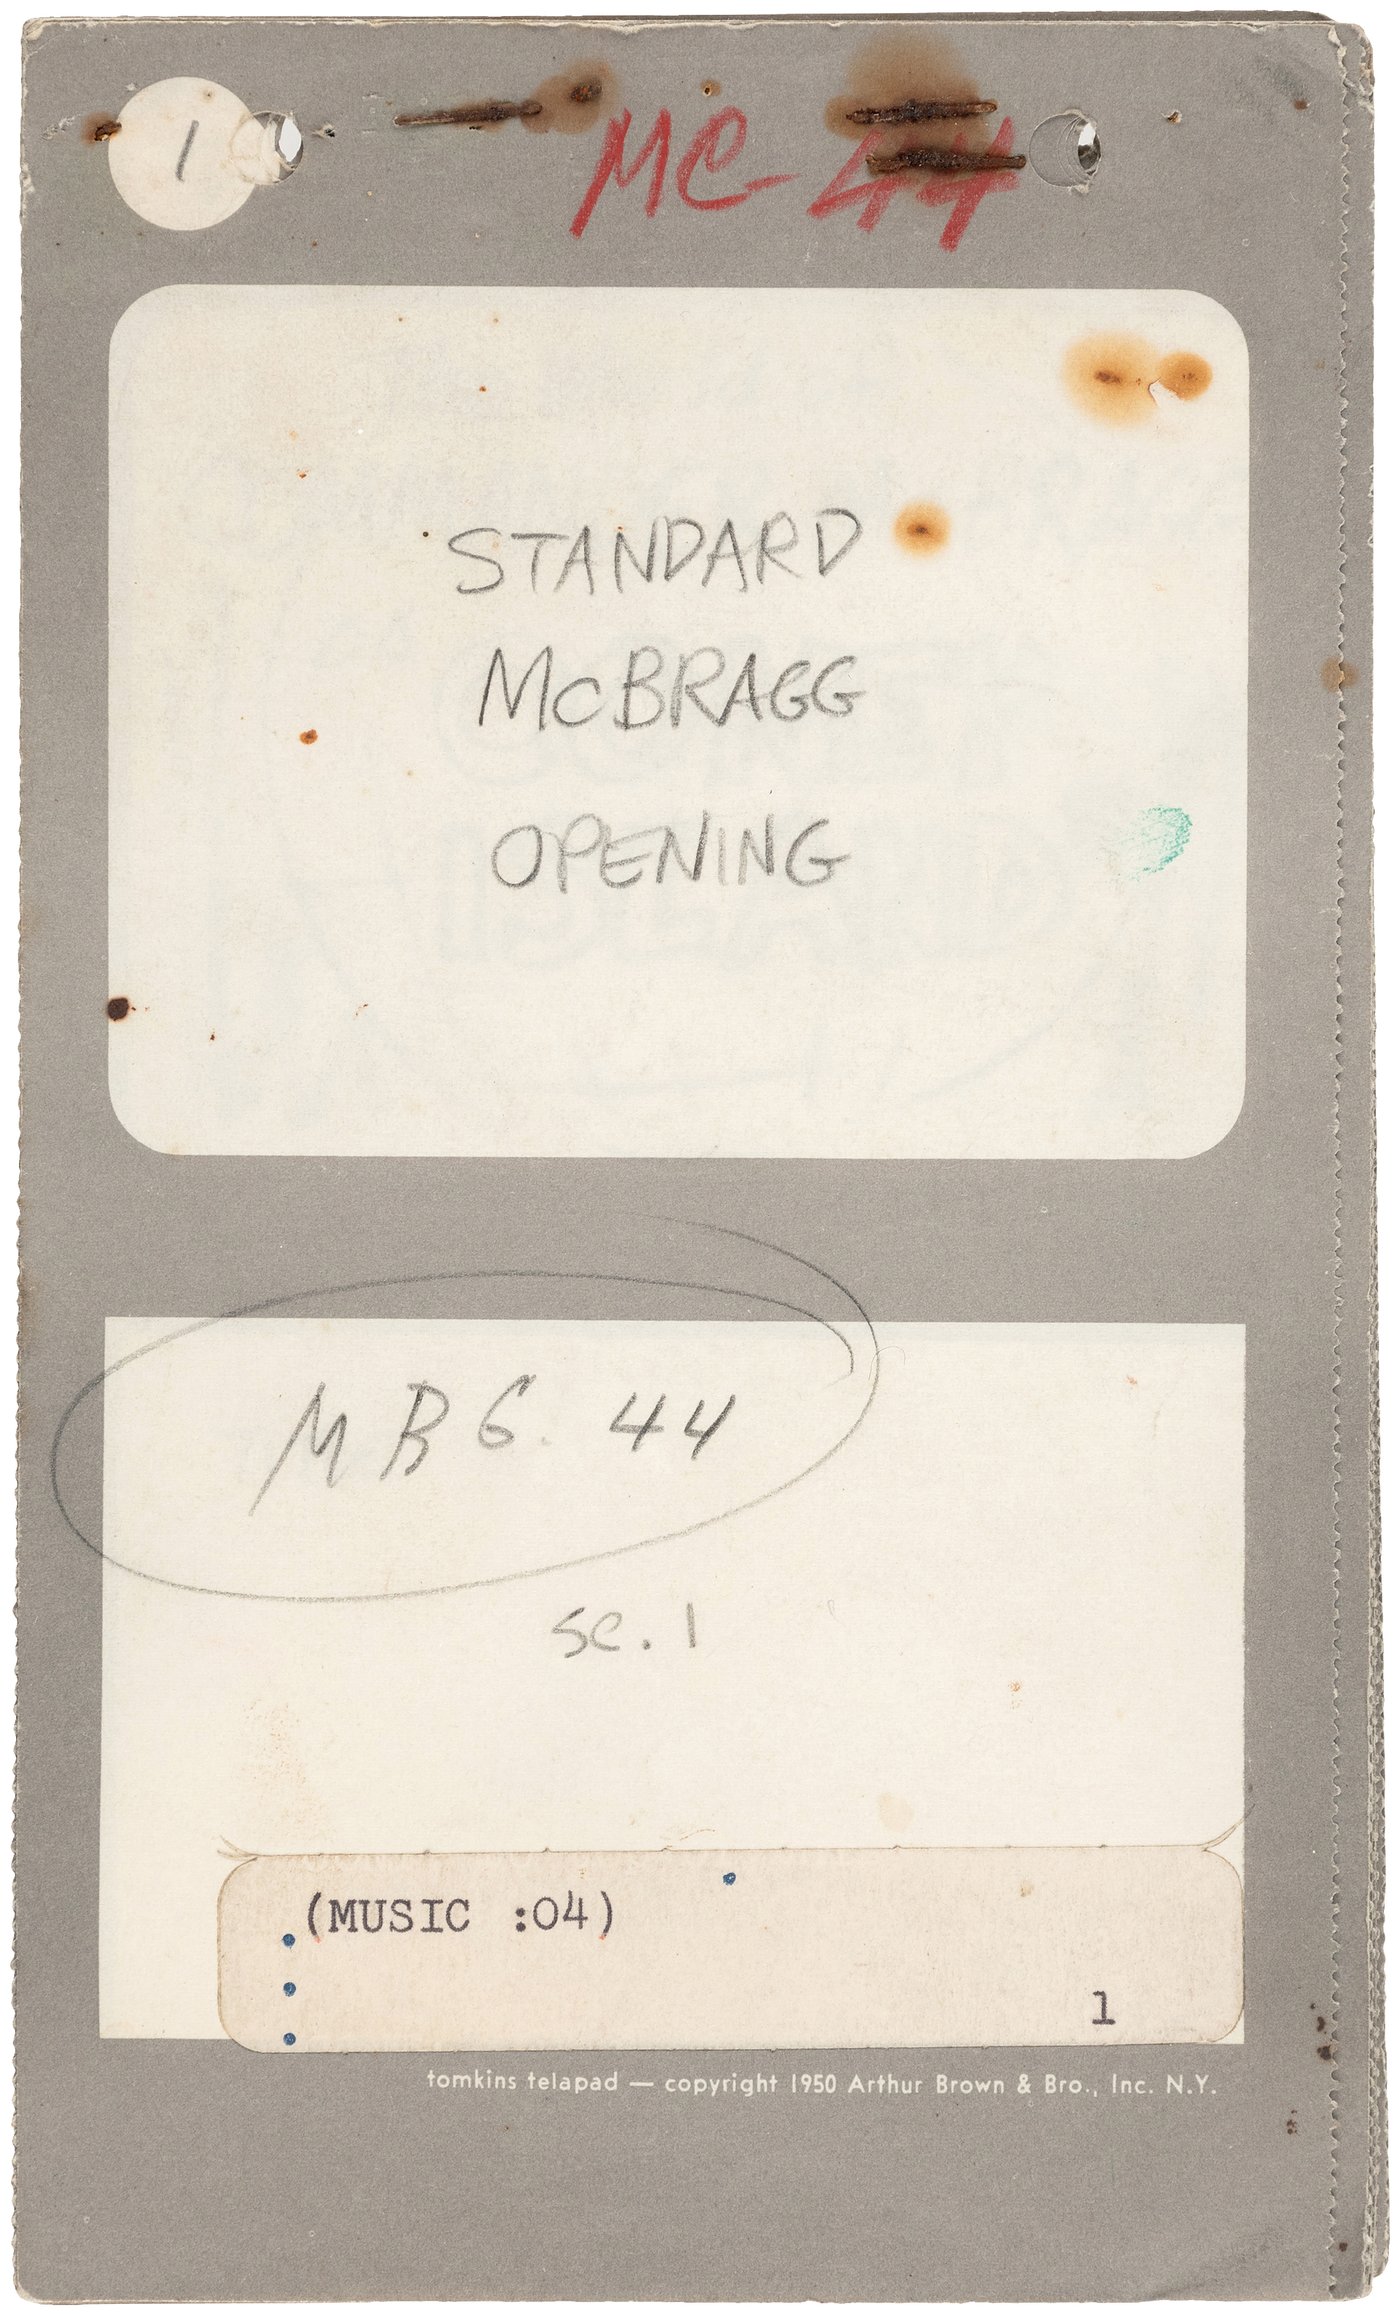 1
MC-44
STANDARD
McBRAGG
OPENING
MBG. 44
SC. 1
(MUSIC :04)
1
tomkins telapad — copyright 1950 Arthur Brown & Bro., Inc. N.Y.